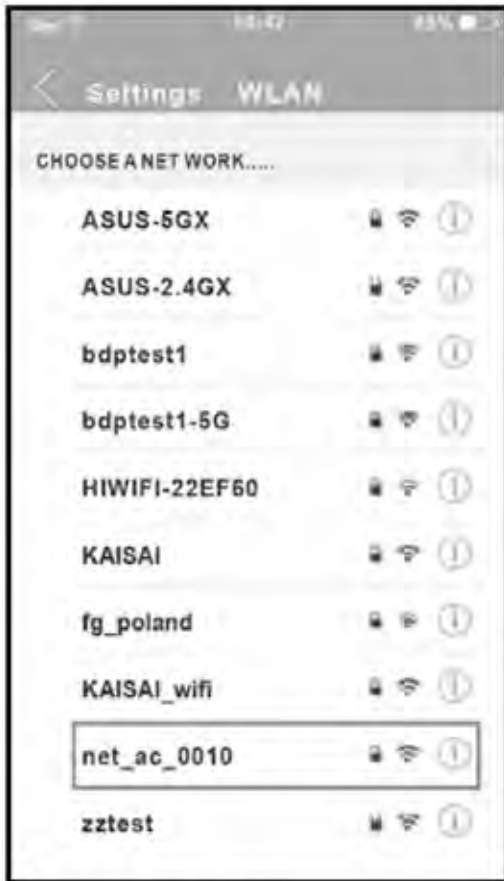 Settings WLAN
CHOOSE A NET WORK.....
ASUS-5GX
ASUS-2.4GX
bdptest1
bdptest1-5G
HIWIFI-22EF60
KAISAI
fg_poland
KAISAI_wifi
net_ac_0010
zztest